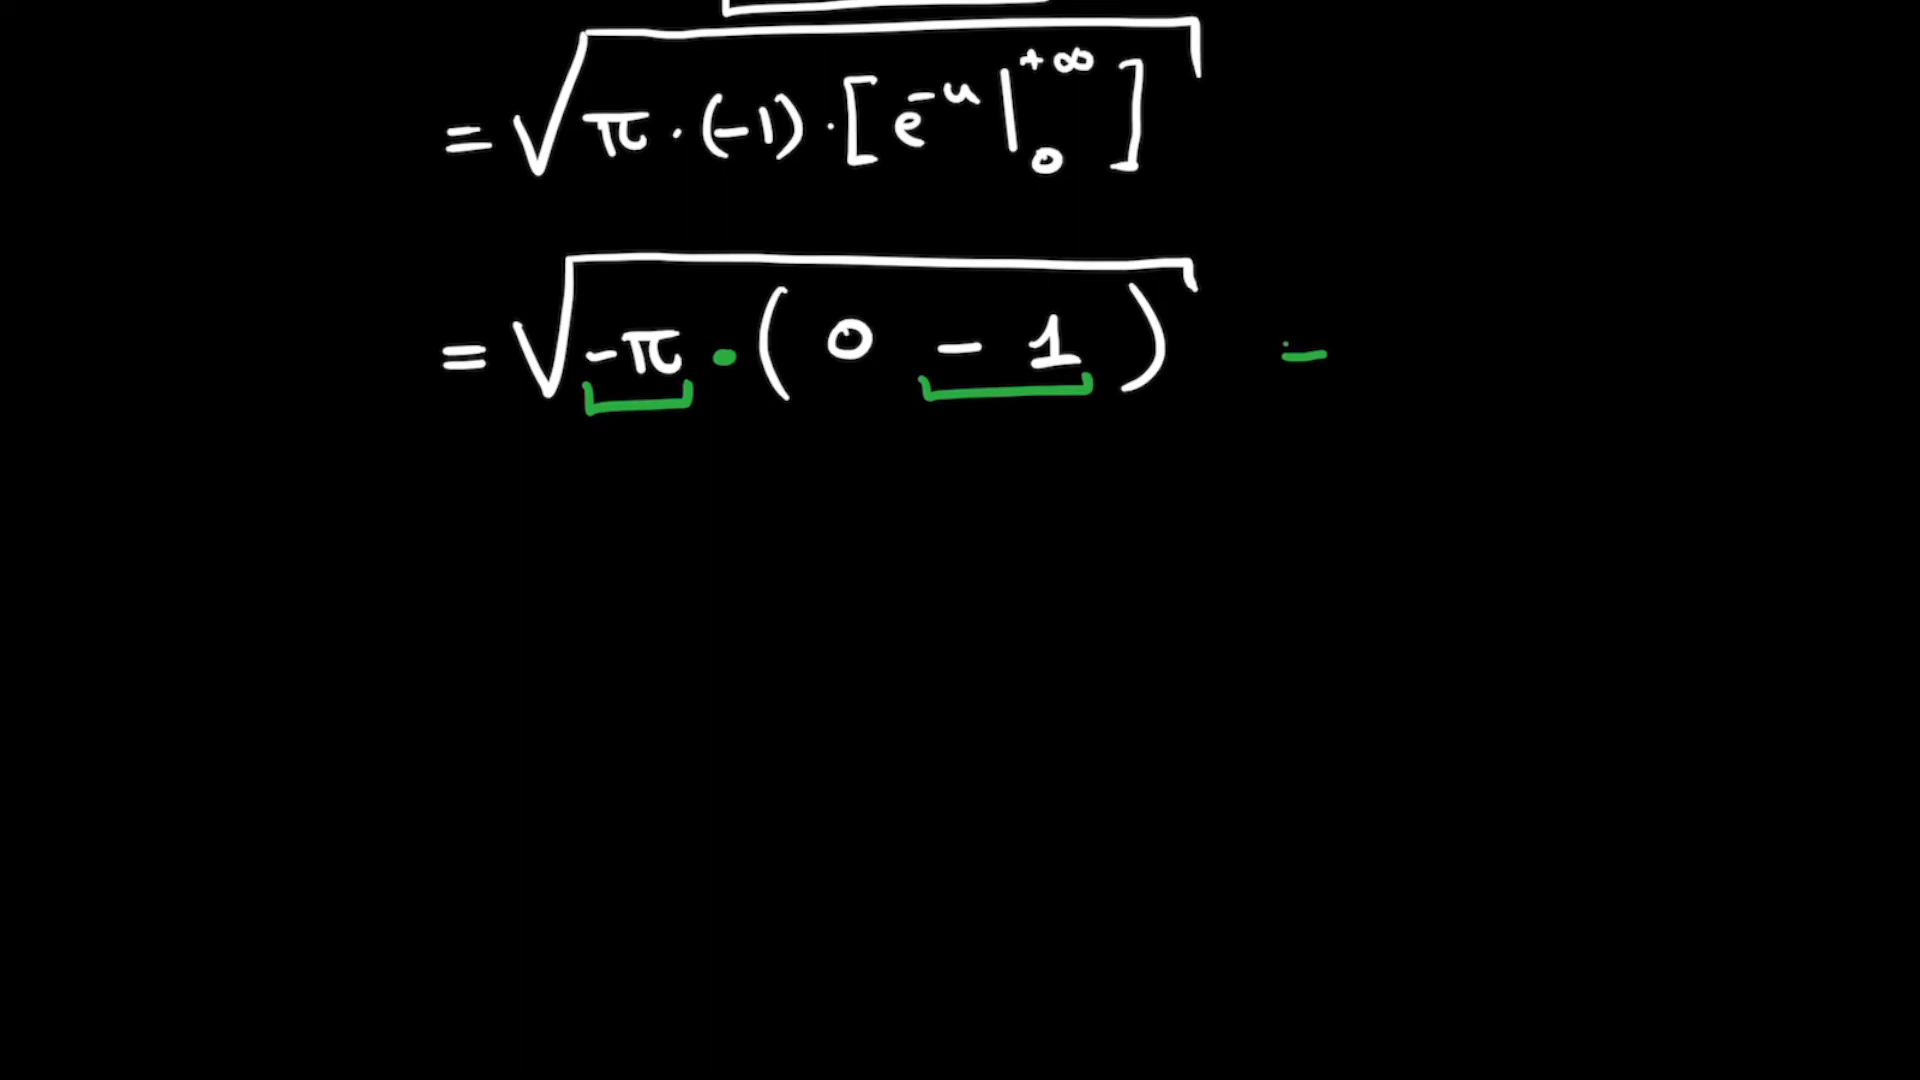 = √(π · (-1) · [e^{-u} |_0^{+∞}])
= √(-π · (0 - 1)) -